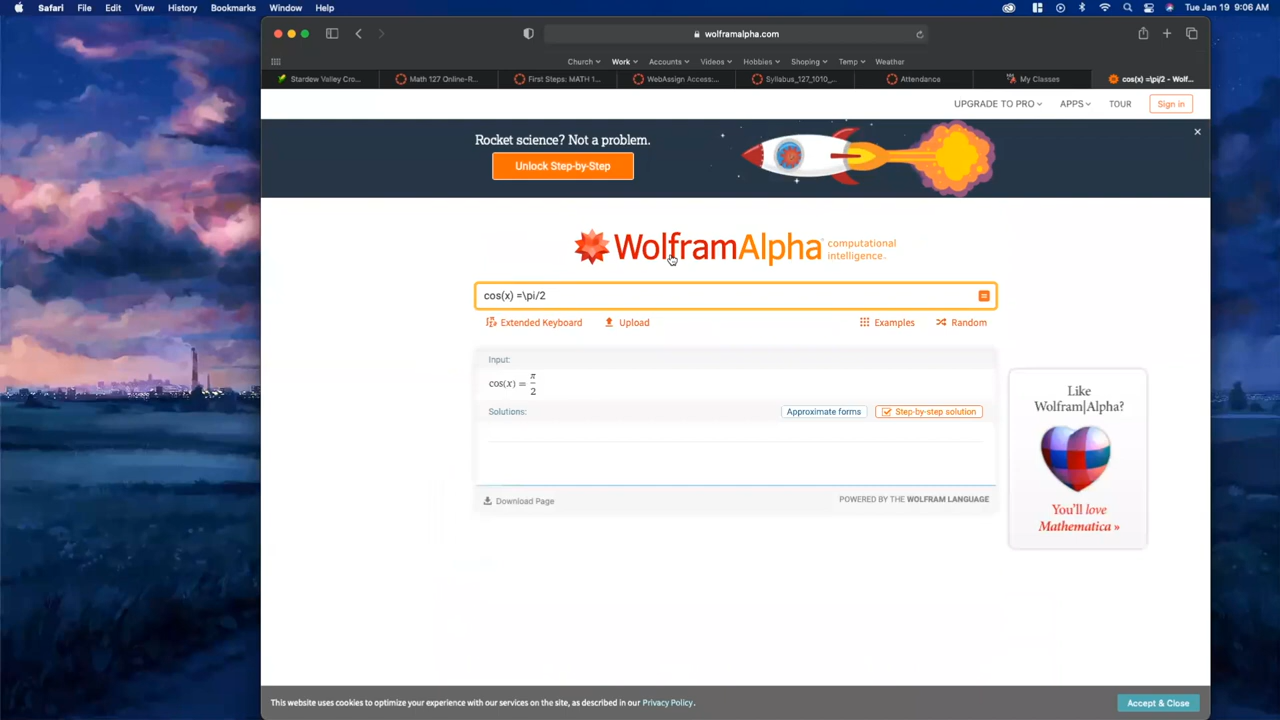 Safari File Edit View History Bookmarks Window Help Tue Jan 19 9:06 AM
wolframalpha.com
Church Work Accounts Videos Hobbies Shoping Temp Weather
Stardew Valley Cro... Math 127 Online-R... First Steps: MATH 1... WebAssign Access:... Syllabus_127_1010_... Attendance My Classes cos(x) =\pi/2 - Wolf...
UPGRADE TO PRO APPS TOUR Sign in
Rocket science? Not a problem.
Unlock Step-by-Step
WolframAlpha computational intelligence.
cos(x) =\pi/2
Extended Keyboard Upload Examples Random
Input:
cos(x) = π/2
Solutions: Approximate forms Step-by-step solution
Download Page POWERED BY THE WOLFRAM LANGUAGE
Like
Wolfram|Alpha?
You'll love
Mathematica »
This website uses cookies to optimize your experience with our services on the site, as described in our Privacy Policy. Accept & Close